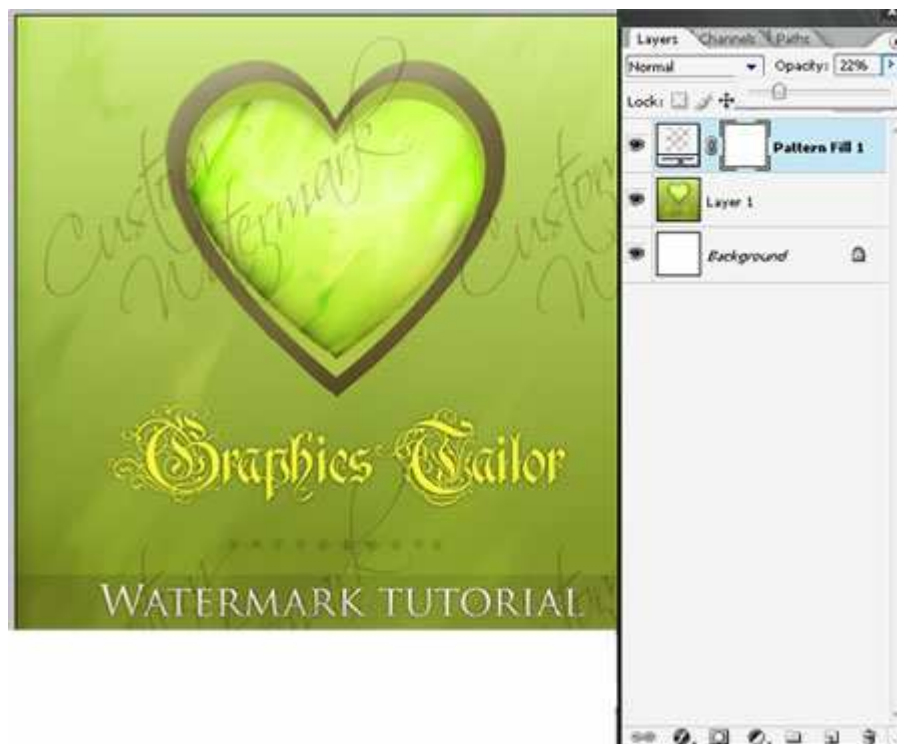 Custom
Watermark
Graphics Tailor
WATERMARK TUTORIAL
Layers Channels Paths
Normal Opacity: 22%
Lock:
Pattern Fill 1
Layer 1
Background